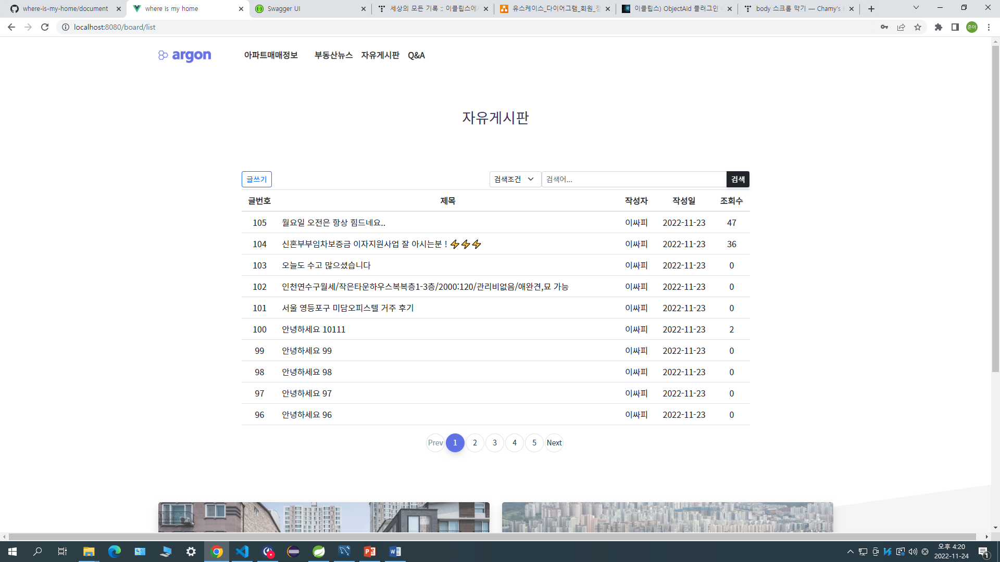 where-is-my-home/document
where is my home
Swagger UI
세상의 모든 기록 :: 이클립스에서
유스케이스_다이어그램_회원_정
이클립스) ObjectAid 플러그인
body 스크롤 막기 — Chamy's
localhost:8080/board/list
준아
argon
아파트매매정보 부동산뉴스 자유게시판 Q&A
자유게시판
글쓰기 검색조건 검색어... 검색
글번호 제목 작성자 작성일 조회수
105 월요일 오전은 항상 힘드네요.. 이싸피 2022-11-23 47
104 신혼부부임차보증금 이자지원사업 잘 아시는분 ! ⚡⚡⚡ 이싸피 2022-11-23 36
103 오늘도 수고 많으셨습니다 이싸피 2022-11-23 0
102 인천연수구월세/작은타운하우스복복층1-3층/2000:120/관리비없음/애완견,묘 가능 이싸피 2022-11-23 0
101 서울 영등포구 미담오피스텔 거주 후기 이싸피 2022-11-23 0
100 안녕하세요 10111 이싸피 2022-11-23 2
99 안녕하세요 99 이싸피 2022-11-23 0
98 안녕하세요 98 이싸피 2022-11-23 0
97 안녕하세요 97 이싸피 2022-11-23 0
96 안녕하세요 96 이싸피 2022-11-23 0
Prev 1 2 3 4 5 Next
오후 4:20
2022-11-24
1